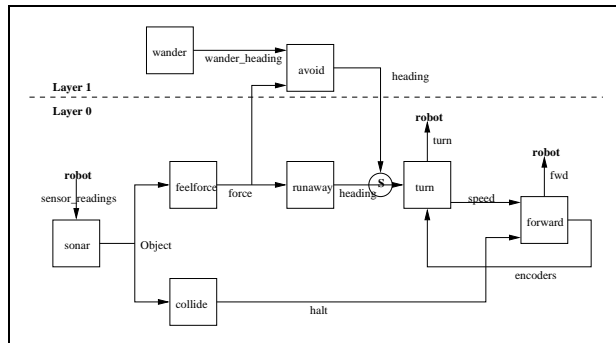 wander
wander_heading
avoid
heading
Layer 1
Layer 0
robot
turn
robot
fwd
robot
sensor_readings
feelforce
force
runaway
heading
S
turn
speed
forward
sonar
Object
encoders
collide
halt